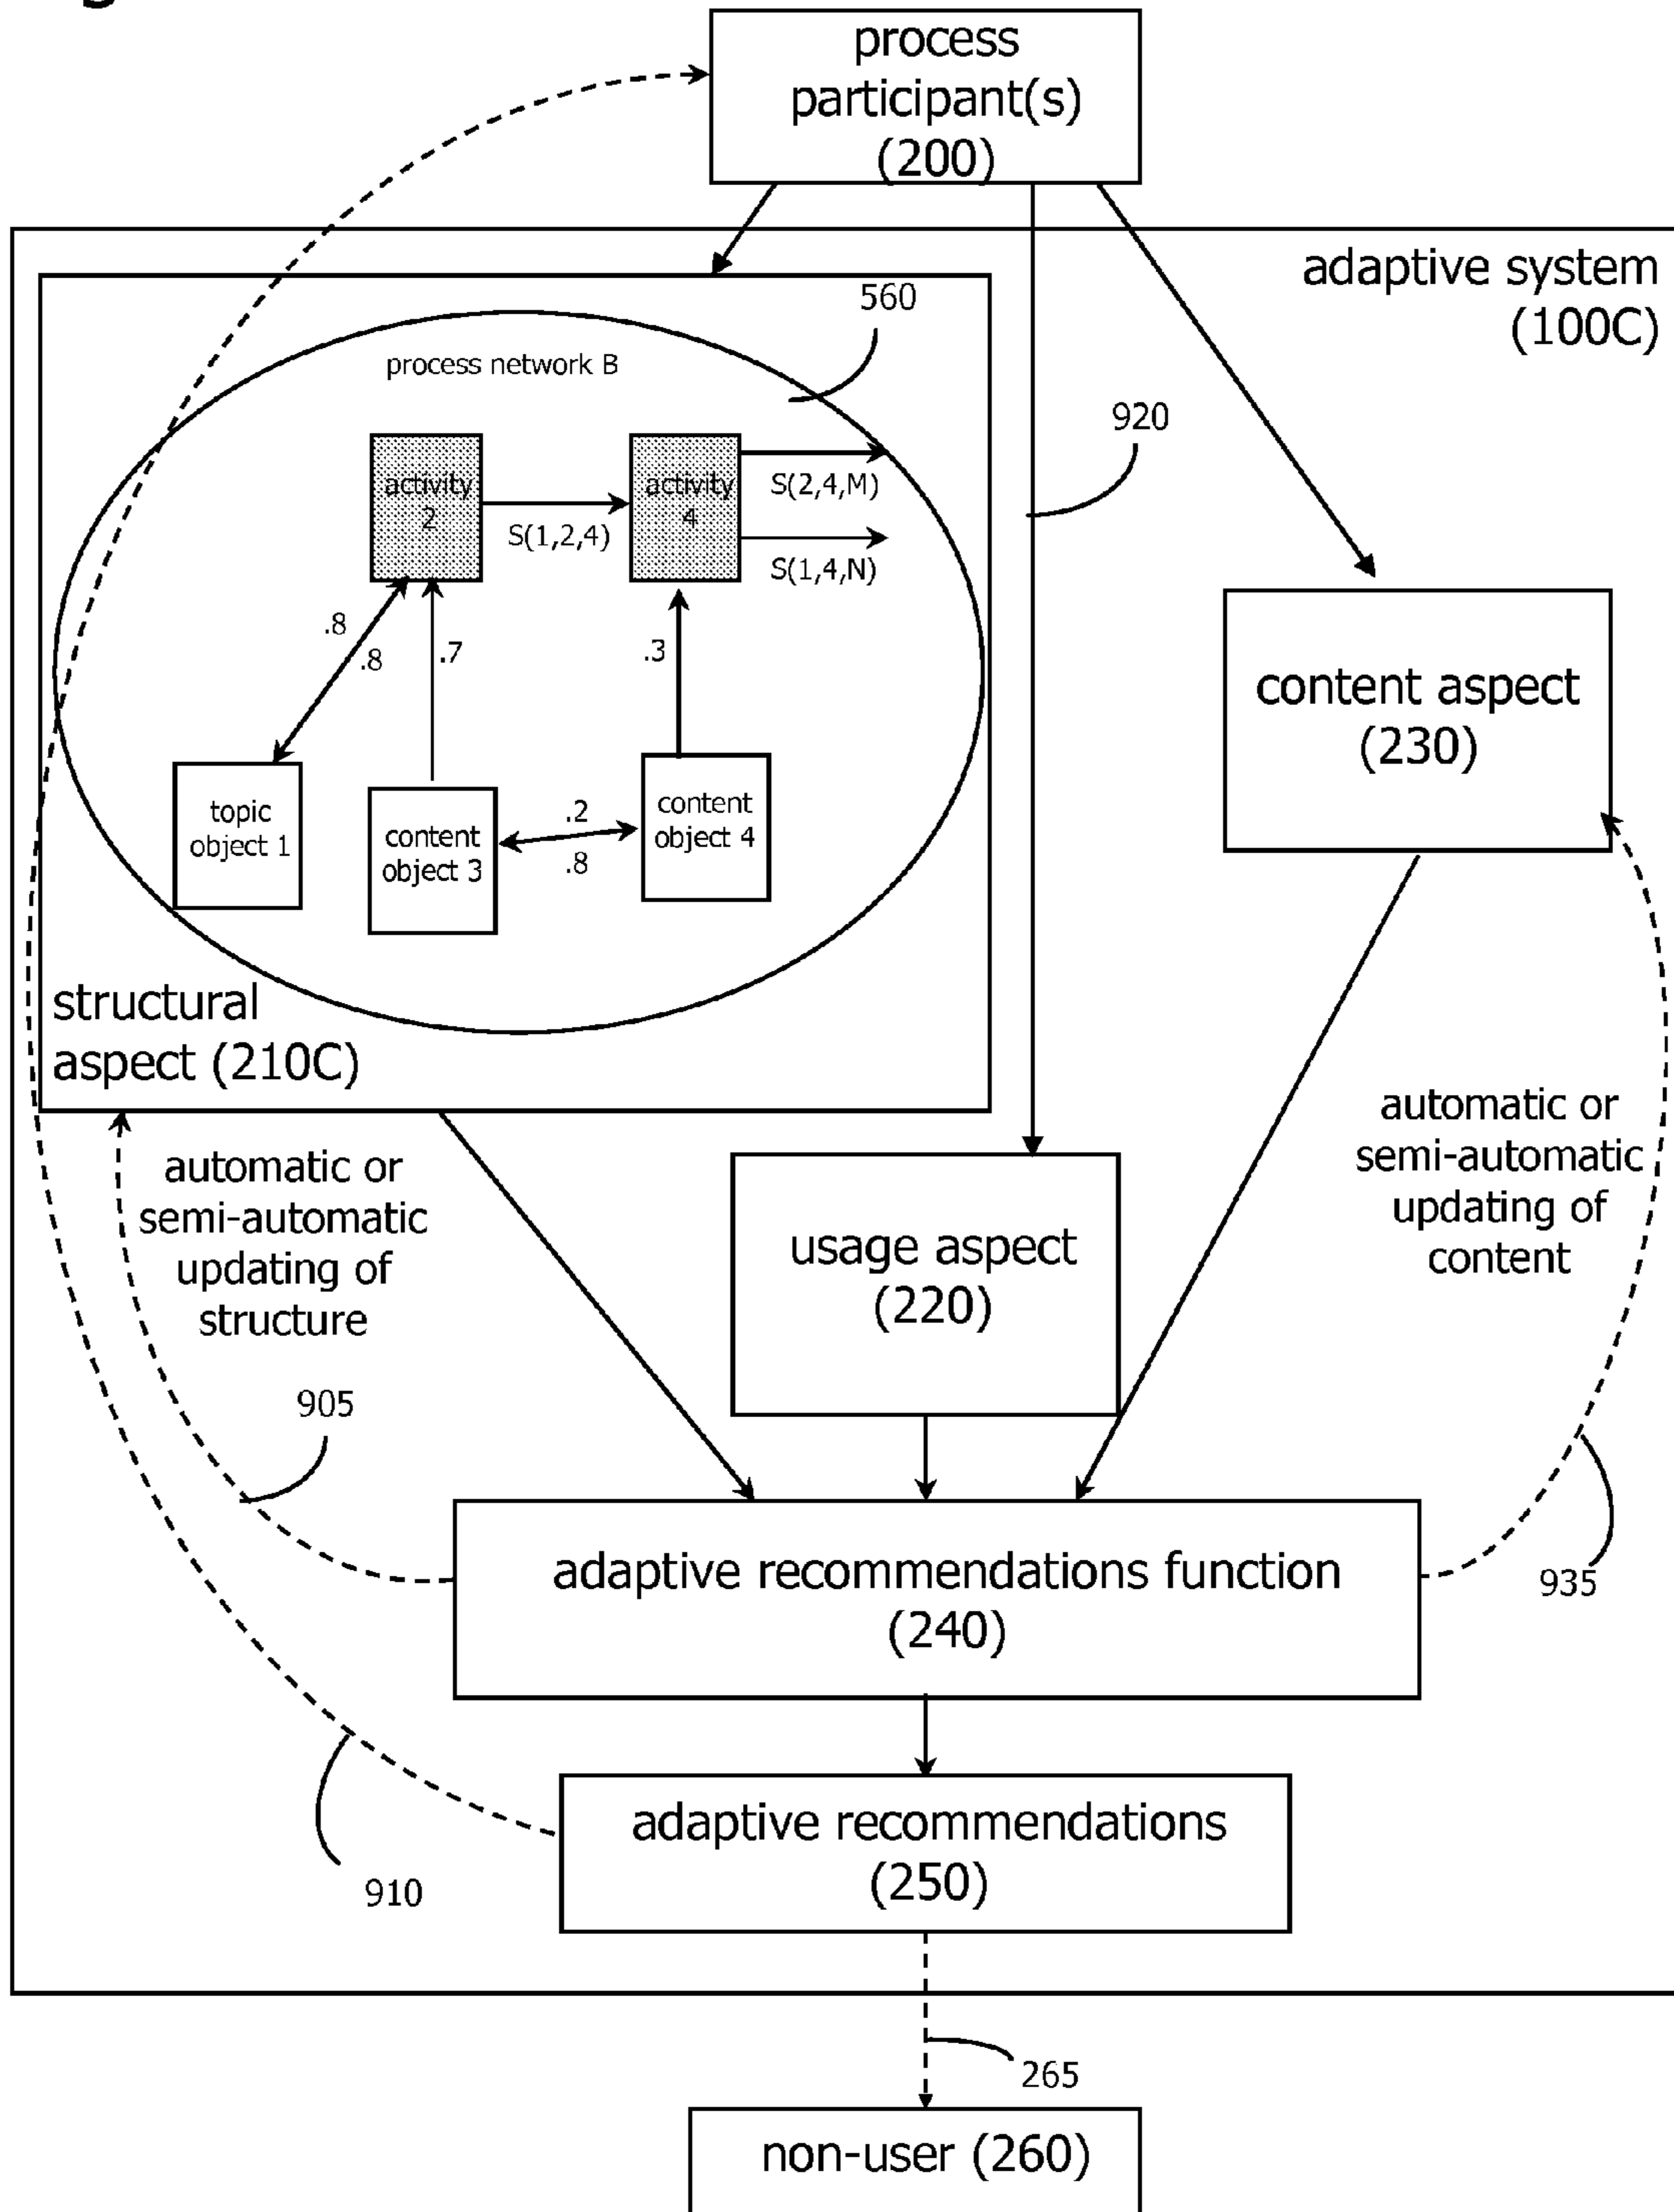 process
participant(s)
(200)
adaptive system
(100C)
560
process network B
920
activity
2
activity
4
S(2,4,M)
S(1,2,4)
S(1,4,N)
.8
.8
.7
.3
content aspect
(230)
topic
object 1
content
object 3
.2
.8
content
object 4
structural
aspect (210C)
automatic or
semi-automatic
updating of
structure
automatic or
semi-automatic
updating of
content
usage aspect
(220)
905
935
adaptive recommendations function
(240)
adaptive recommendations
(250)
910
265
non-user (260)